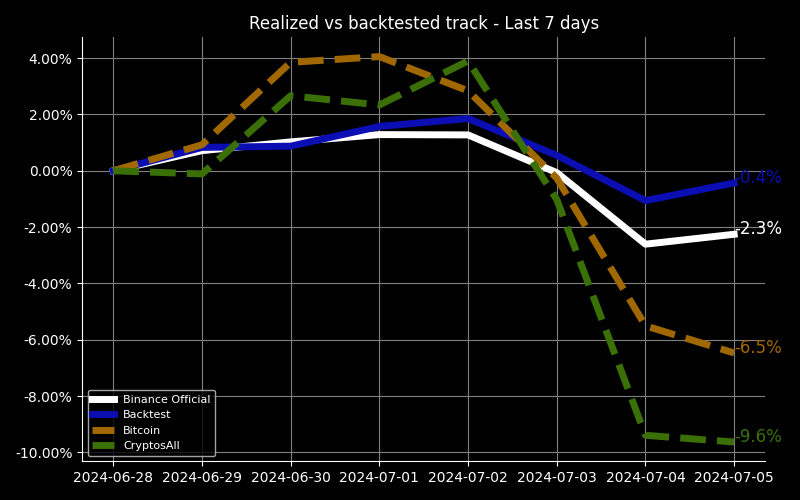 Realized vs backtested track - Last 7 days
4.00%
2.00%
0.00%
-2.00%
-4.00%
-6.00%
-8.00%
-10.00%
-0.4%
-2.3%
-6.5%
-9.6%
Binance Official
Backtest
Bitcoin
CryptosAll
2024-06-28 2024-06-29 2024-06-30 2024-07-01 2024-07-02 2024-07-03 2024-07-04 2024-07-05